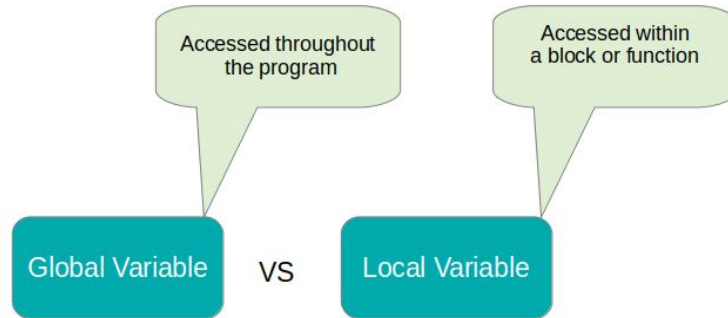 Accessed throughout
the program
Accessed within
a block or function
Global Variable
VS
Local Variable